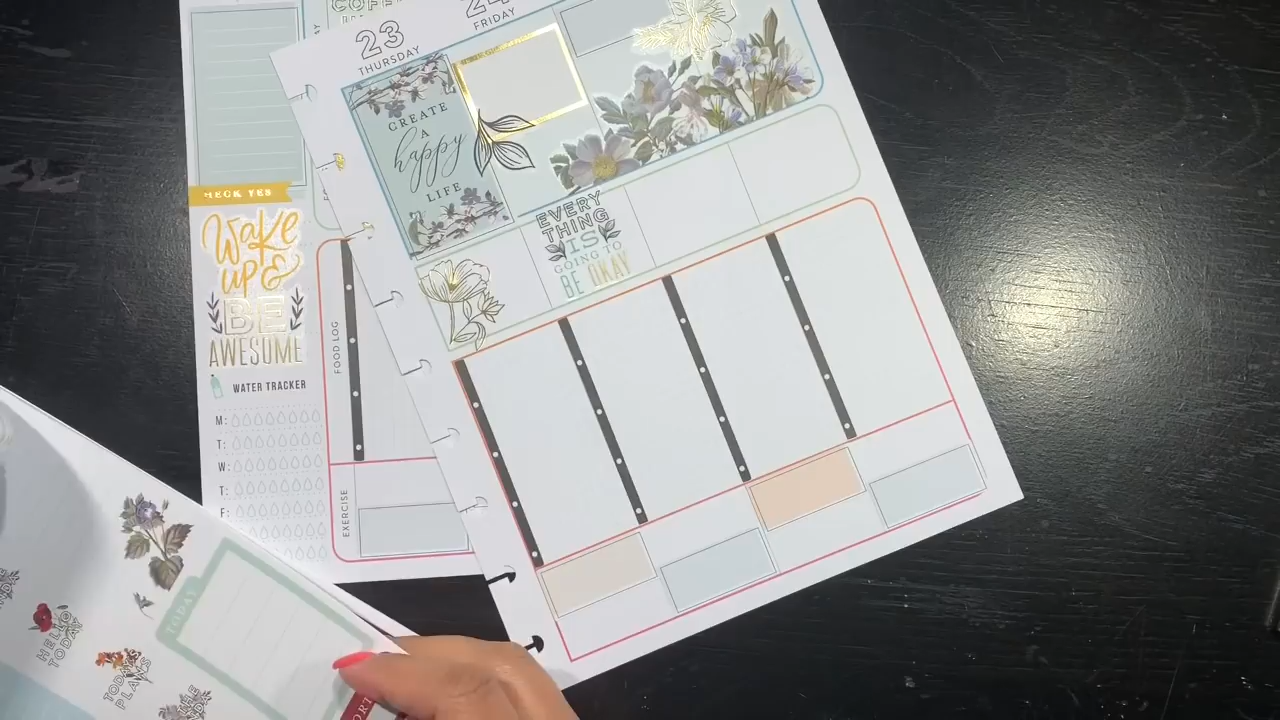 23
THURSDAY
24
FRIDAY
CREATE
A
happy
LIFE
EVERY
THING
IS
GOING TO
BE OKAY
HECK YES
Wake
up &
BE
AWESOME
WATER TRACKER
M:
T:
W:
T:
F:
FOOD LOG
EXERCISE
TODAY
HELLO
TODAY
TODAY'S
PLANS
THE